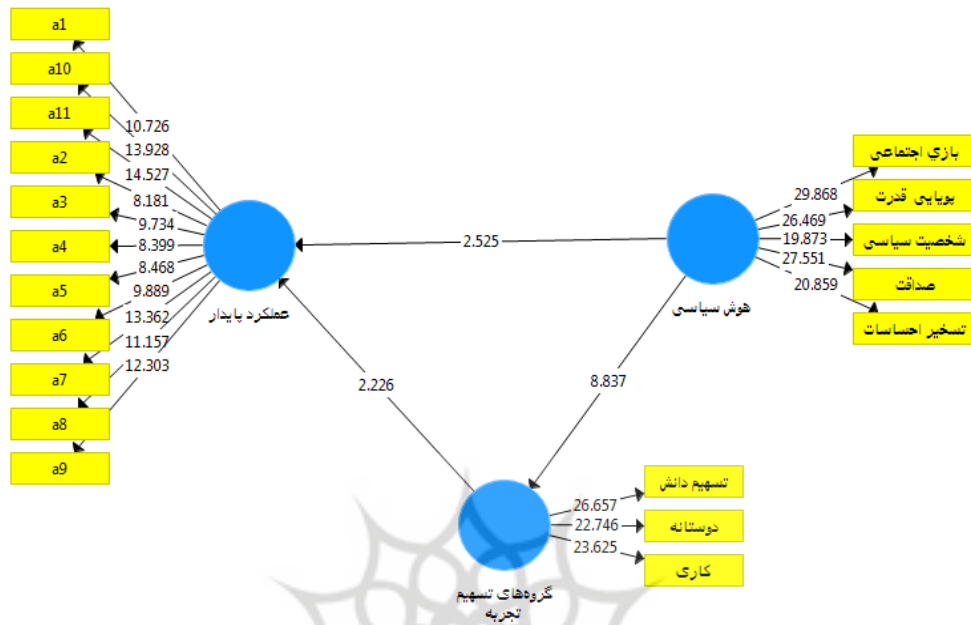 a1
a10
a11
a2
a3
a4
a5
a6
a7
a8
a9
10.726
13.928
14.527
8.181
9.734
8.399
8.468
9.889
13.362
11.157
12.303
عملکرد پایدار
2.525
2.226
8.837
هوش سیاسی
29.868
26.469
19.873
27.551
20.859
بازي اجتماعی
پویایی قدرت
شخصیت سیاسی
صداقت
تسخیر احساسات
گروه‌های تسهیم
تجربه
26.657
22.746
23.625
تسهیم دانش
دوستانه
کاری